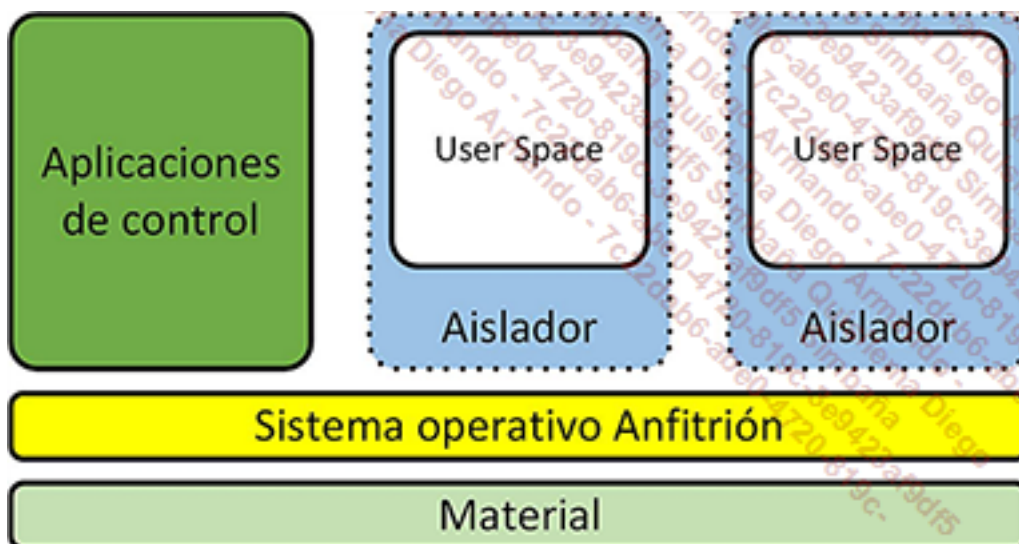 Aplicaciones
de control
User Space
Aislador
User Space
Aislador
Sistema operativo Anfitrión
Material